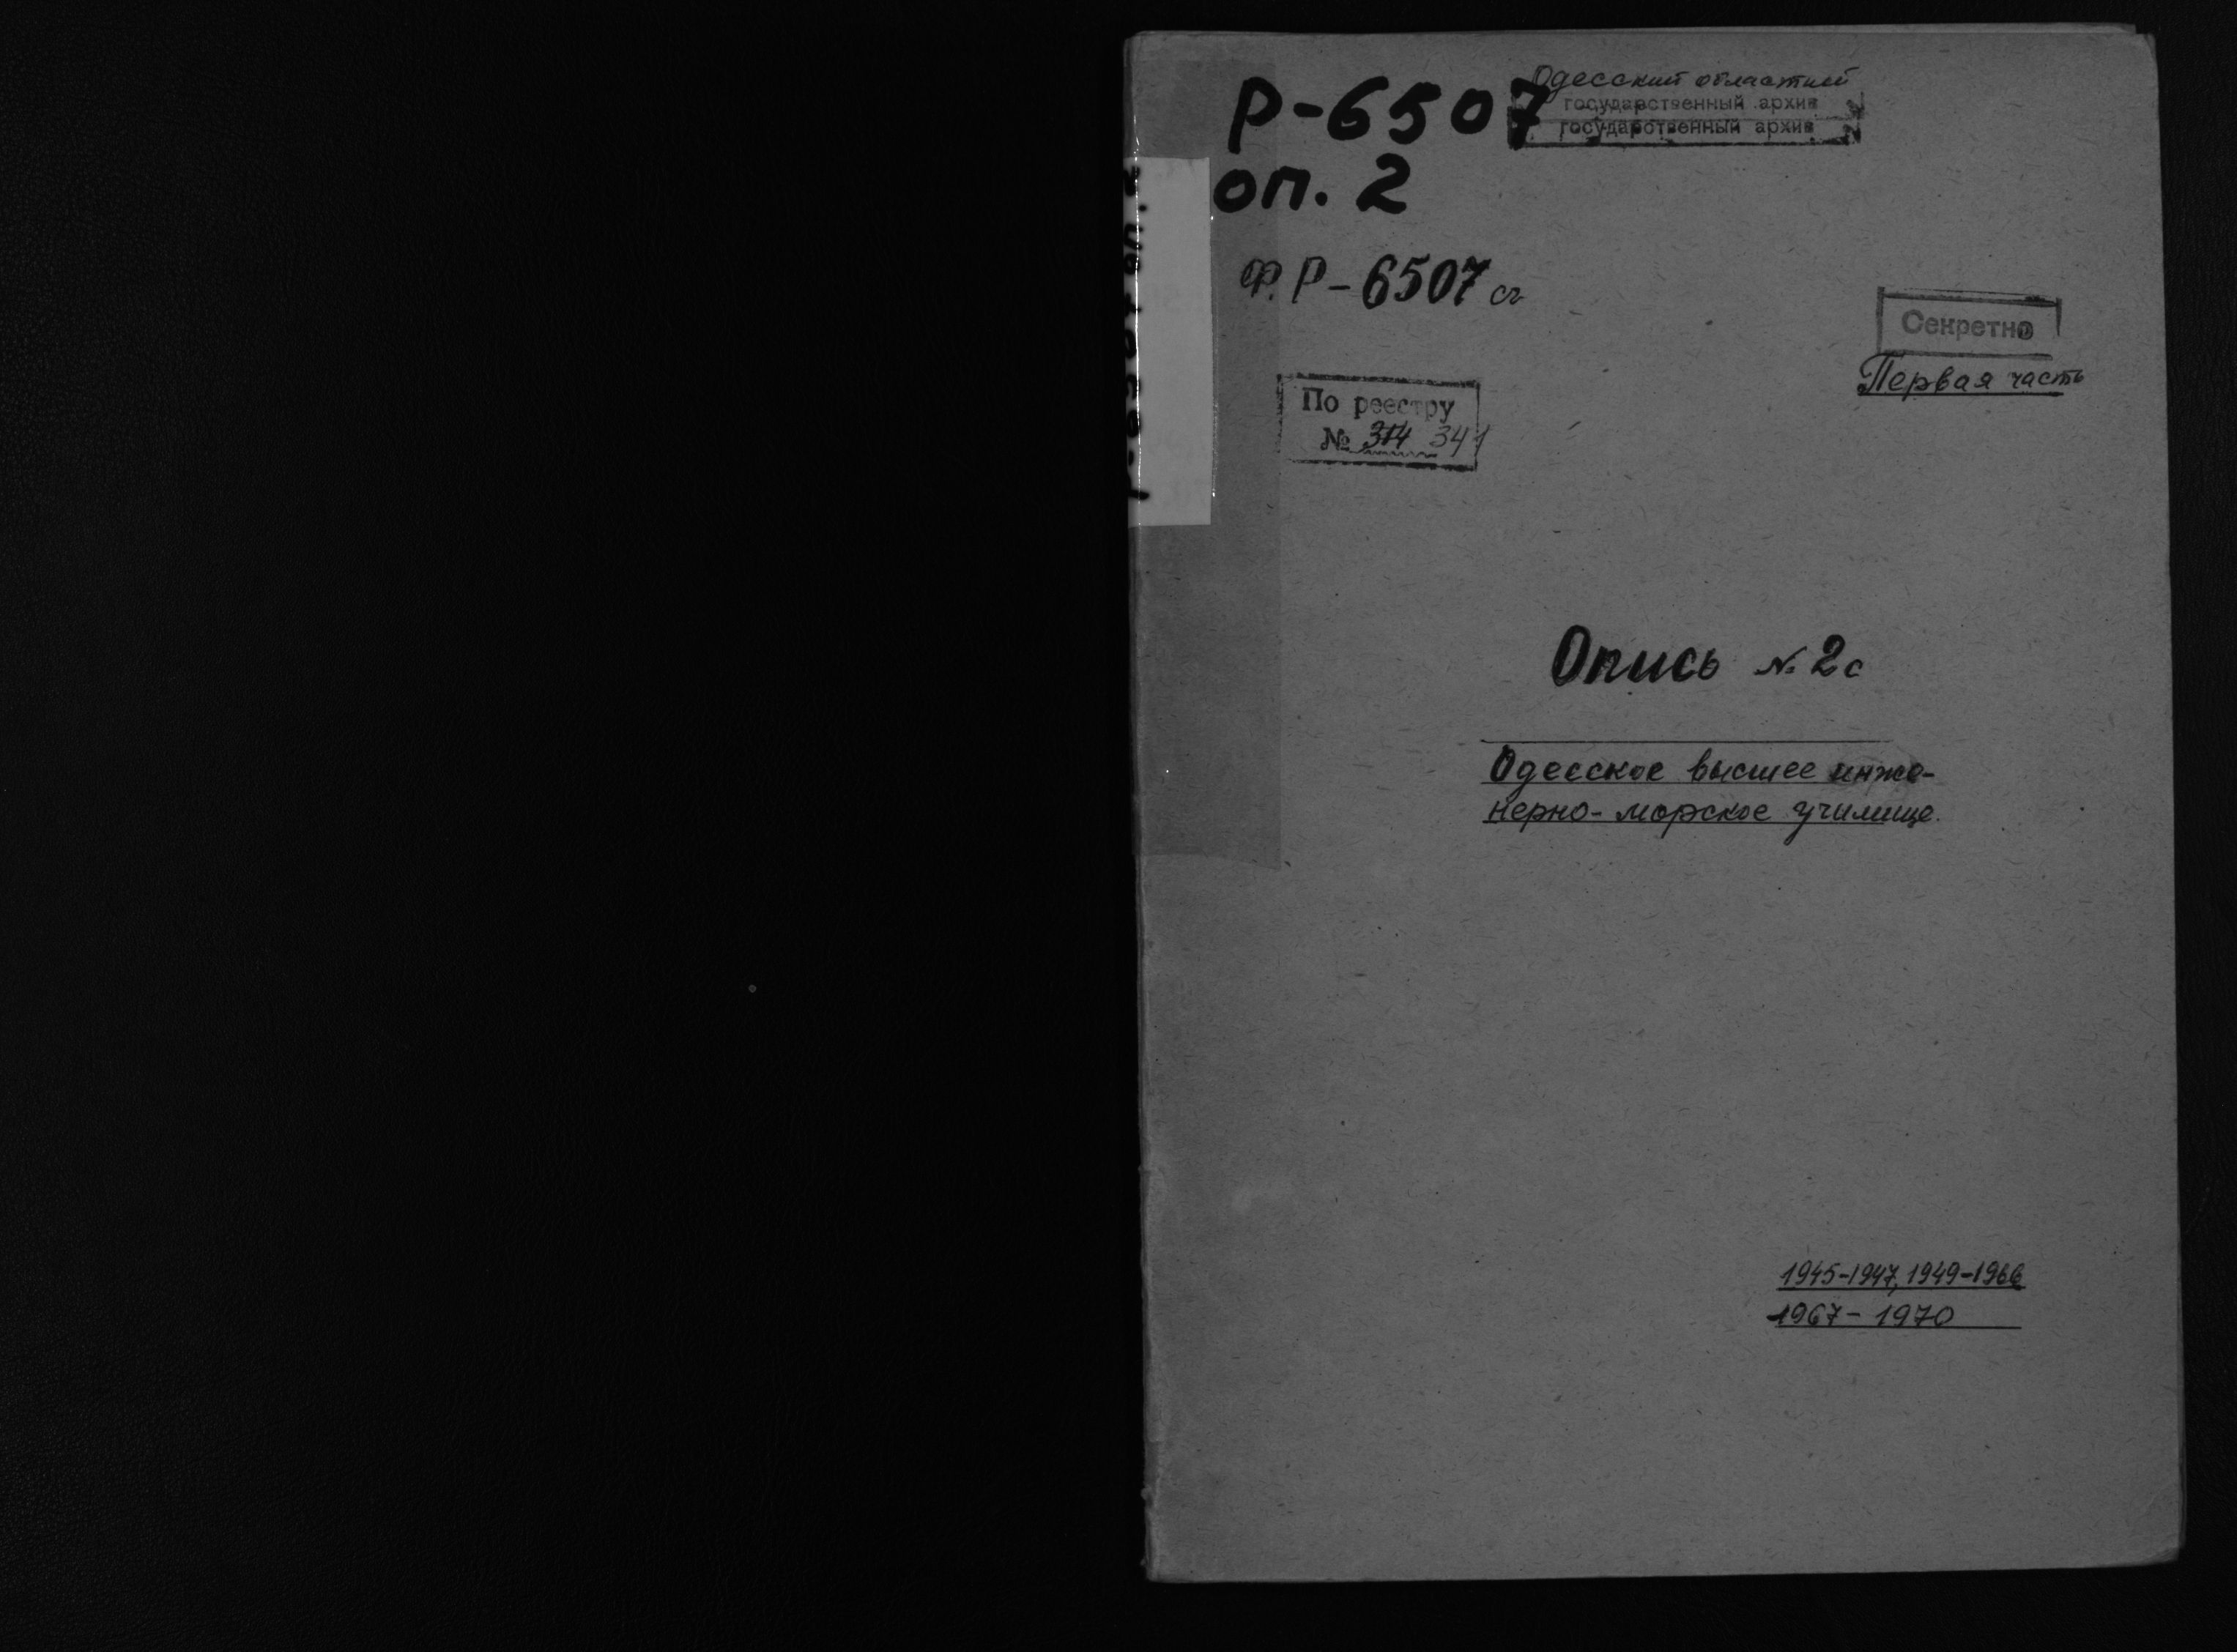 Р-6507
оп. 2
Одесский областной
государственный архив
государственный архив
Ф. Р-6507 сч
Секретно
Первая часть
По реестру
№ 314 341
Опись № 2с
Одесское высшее инже-
нерно-морское училище.
1945-1947, 1949-1966
1967-1970